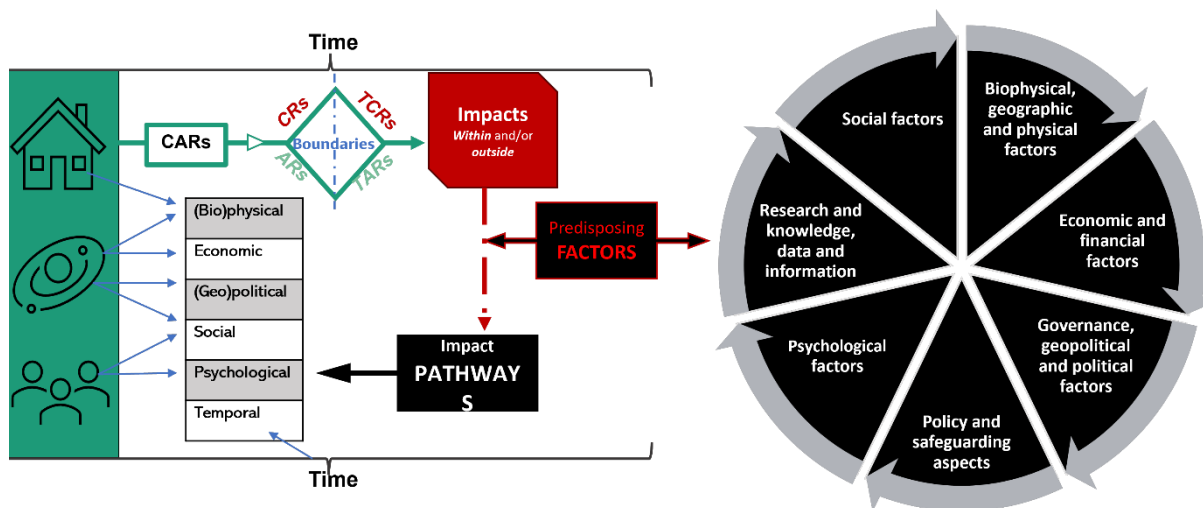 Time
CARs
CRs
TCRs
Boundaries
ARs
TARs
Impacts
Within and/or
outside
(Bio)physical
Economic
(Geo)political
Social
Psychological
Temporal
Predisposing
FACTORS
Impact
PATHWAY
S
Time
Social factors
Biophysical,
geographic
and physical
factors
Economic and
financial
factors
Governance,
geopolitical
and political
factors
Policy and
safeguarding
aspects
Psychological
factors
Research and
knowledge,
data and
information